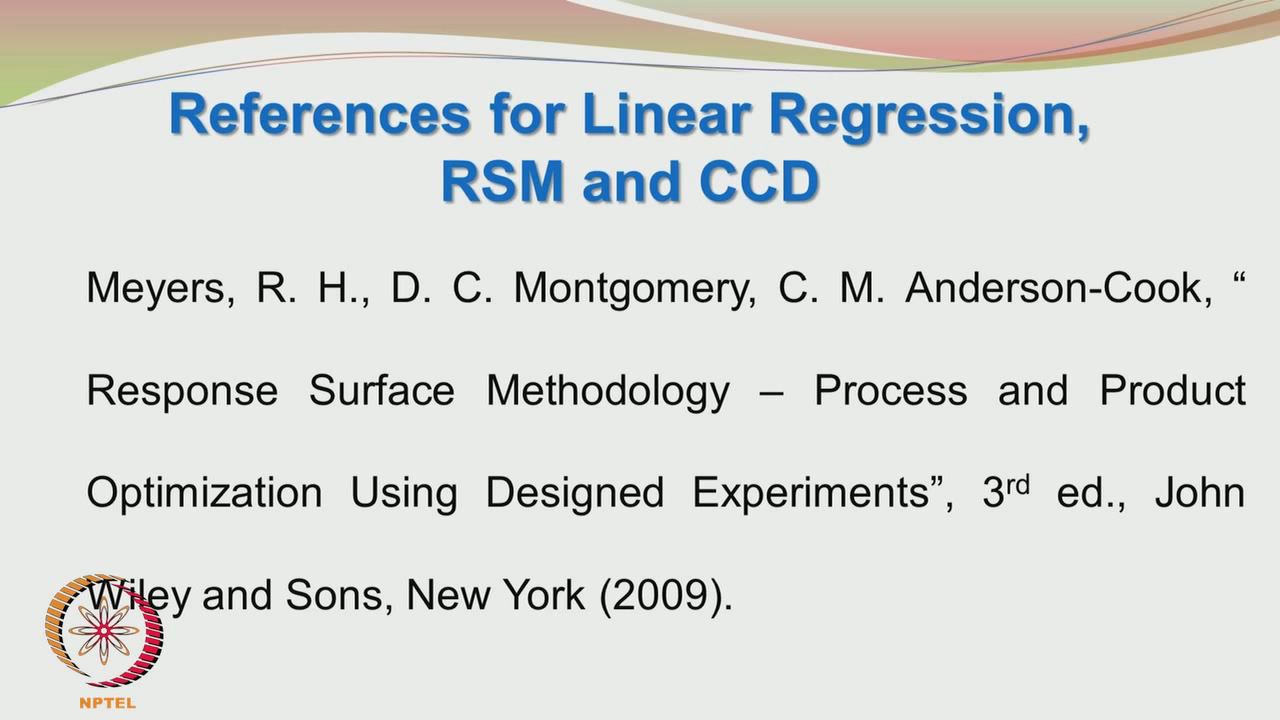 References for Linear Regression,
RSM and CCD
Meyers, R. H., D. C. Montgomery, C. M. Anderson-Cook, “
Response Surface Methodology – Process and Product
Optimization Using Designed Experiments”, 3rd ed., John
Wiley and Sons, New York (2009).
NPTEL